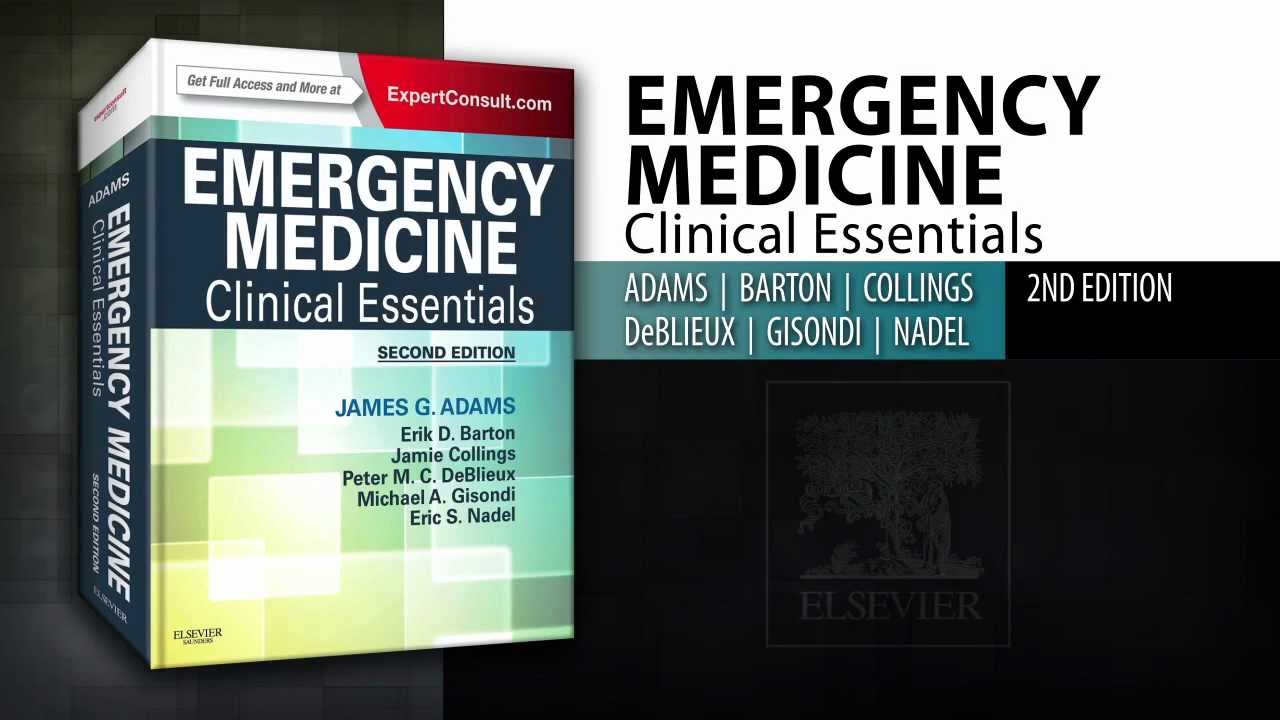 Get Full Access and More at
ExpertConsult.com
EMERGENCY
MEDICINE
Clinical Essentials
SECOND EDITION
JAMES G. ADAMS
Erik D. Barton
Jamie Collings
Peter M. C. DeBlieux
Michael A. Gisondi
Eric S. Nadel
ELSEVIER
SAUNDERS
ADAMS
EMERGENCY MEDICINE
Clinical Essentials
SECOND EDITION
ELSEVIER
EMERGENCY
MEDICINE
Clinical Essentials
ADAMS | BARTON | COLLINGS
DeBLIEUX | GISONDI | NADEL
2ND EDITION
ELSEVIER